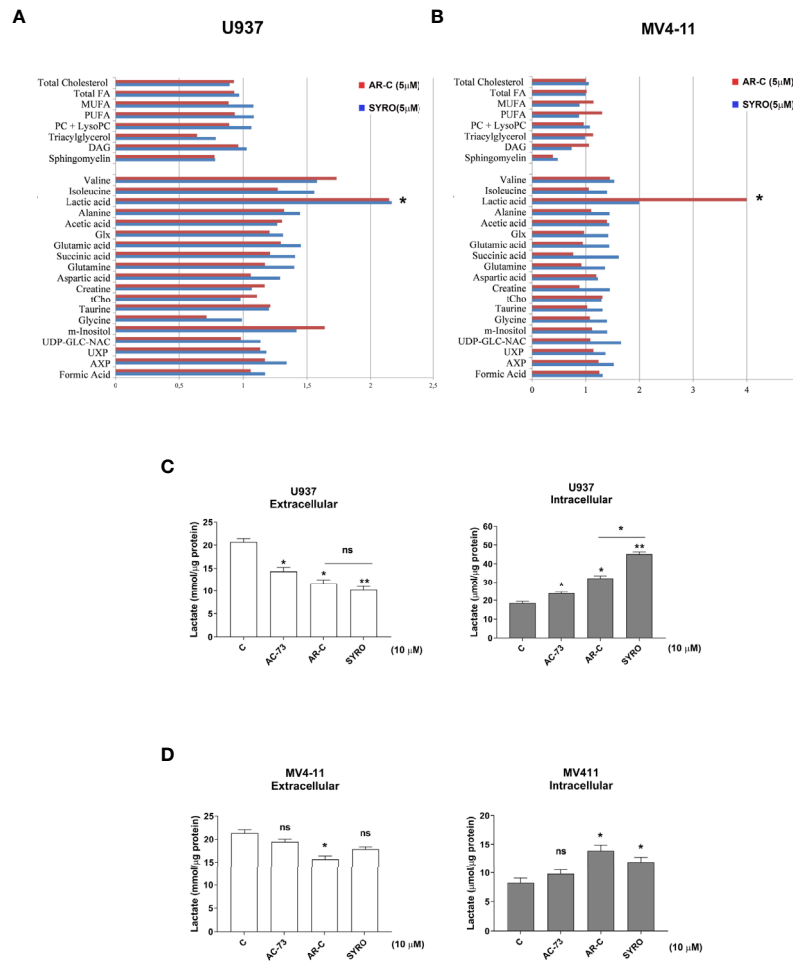 A
B
U937
MV4-11
AR-C (5μM)
SYRO(5μM)
Total Cholesterol
Total FA
MUFA
PUFA
PC + LysoPC
Triacylglycerol
DAG
Sphingomyelin
Valine
Isoleucine
Lactic acid
*
Alanine
Acetic acid
Glx
Glutamic acid
Succinic acid
Glutamine
Aspartic acid
Creatine
tCho
Taurine
Glycine
m-Inositol
UDP-GLC-NAC
UXP
AXP
Formic Acid
0
0,5
1
1,5
2
2,5
AR-C (5μM)
SYRO(5μM)
Total Cholesterol
Total FA
MUFA
PUFA
PC + LysoPC
Triacylglycerol
DAG
Sphingomyelin
Valine
Isoleucine
Lactic acid
*
Alanine
Acetic acid
Glx
Glutamic acid
Succinic acid
Glutamine
Aspartic acid
Creatine
tCho
Taurine
Glycine
m-Inositol
UDP-GLC-NAC
UXP
AXP
Formic Acid
0
1
2
3
4
C
U937
Extracellular
Lactate (mmol/μg protein)
25
20
15
10
5
0
*
*
**
ns
C
AC-73
AR-C
SYRO
(10 μM)
U937
Intracellular
Lactate (μmol/μg protein)
60
50
40
30
20
10
0
*
*
**
*
C
AC-73
AR-C
SYRO
(10 μM)
D
MV4-11
Extracellular
Lactate (mmol/μg protein)
25
20
15
10
5
0
ns
*
ns
C
AC-73
AR-C
SYRO
(10 μM)
MV411
Intracellular
Lactate (μmol/μg protein)
20
15
10
5
0
ns
*
*
C
AC-73
AR-C
SYRO
(10 μM)